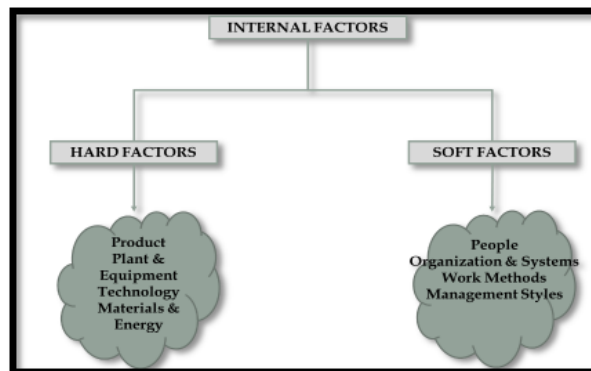 INTERNAL FACTORS
HARD FACTORS
SOFT FACTORS
Product
Plant &
Equipment
Technology
Materials &
Energy
People
Organization & Systems
Work Methods
Management Styles